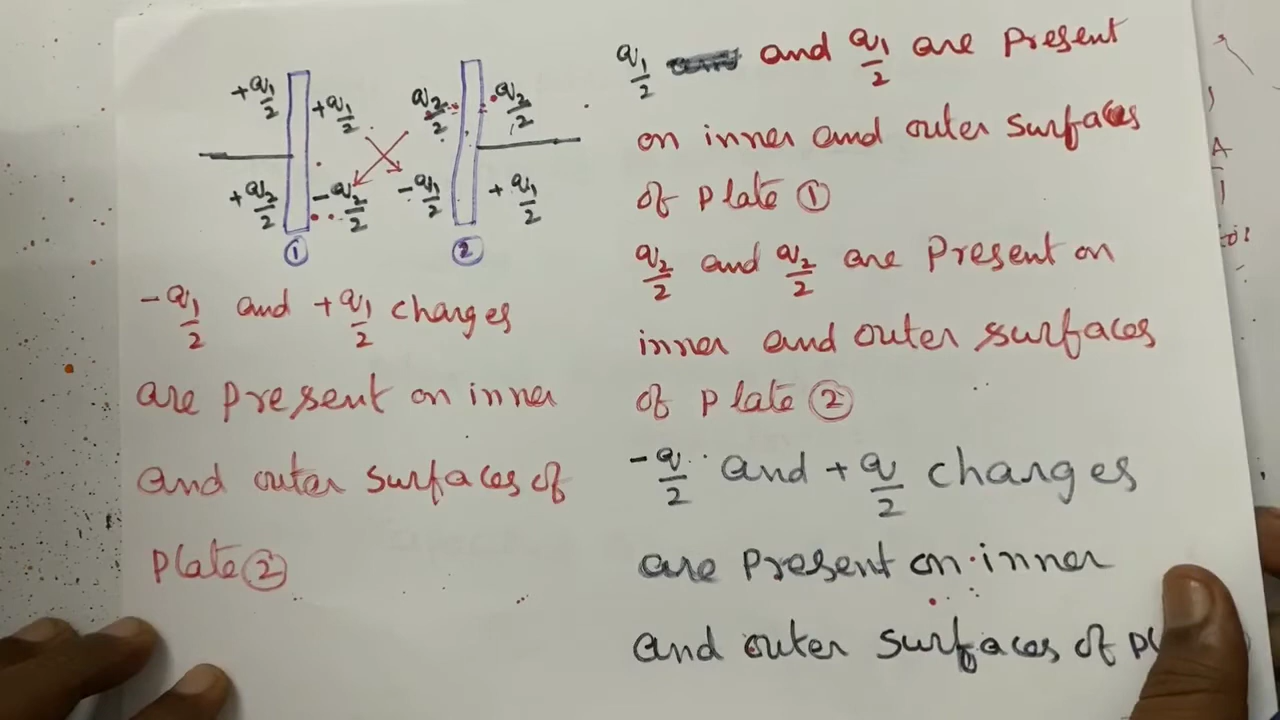 +q1/2 +q1/2 q2/2 q2/2
+q2/2 -q2/2 -q1/2 +q1/2
① ②
-q1/2 and +q1/2 charges
are present on inner
and outer surfaces of
plate ②
q1/2 and q1/2 are present
on inner and outer surfaces
of plate ①
q2/2 and q2/2 are present on
inner and outer surfaces
of plate ②
-q/2 and +q/2 charges
are present on inner
and outer surfaces of
A